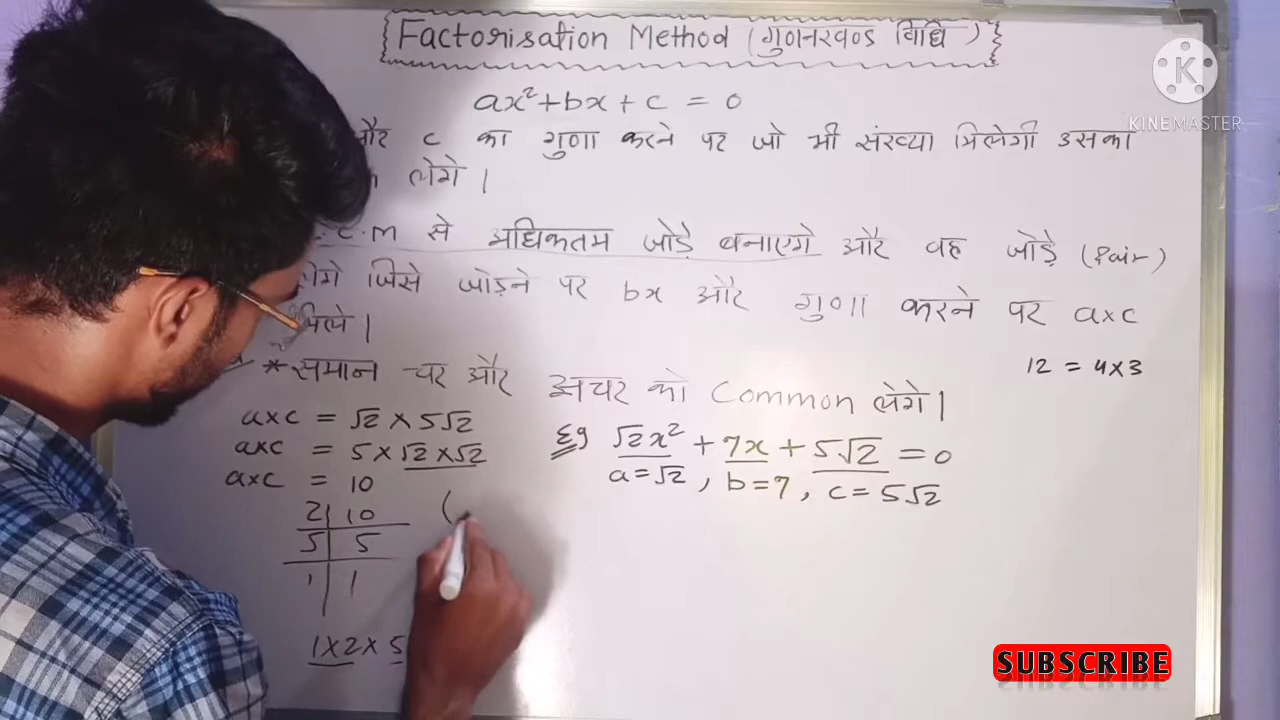 Factorisation Method (गुणनखण्ड विधि)
ax²+bx+c = 0
और c का गुणा करने पर जो भी संख्या मिलेगी उसका
लेगे |
C.M से अधिकतम जोड़े बनाएगे और वह जोड़े (Pair)
लेगे जिसे जोड़ने पर bx और गुणा करने पर a×c
मिले |
12 = 4×3
*समान चर और अचर को Common लेगे |
a×c = √2 × 5√2
a×c = 5 × √2 × √2
a×c = 10
2 | 10
5 | 5
1 | 1
1×2×5
(
Eg √2x² + 7x + 5√2 = 0
a=√2, b=7, c=5√2
KINEMASTER
SUBSCRIBE